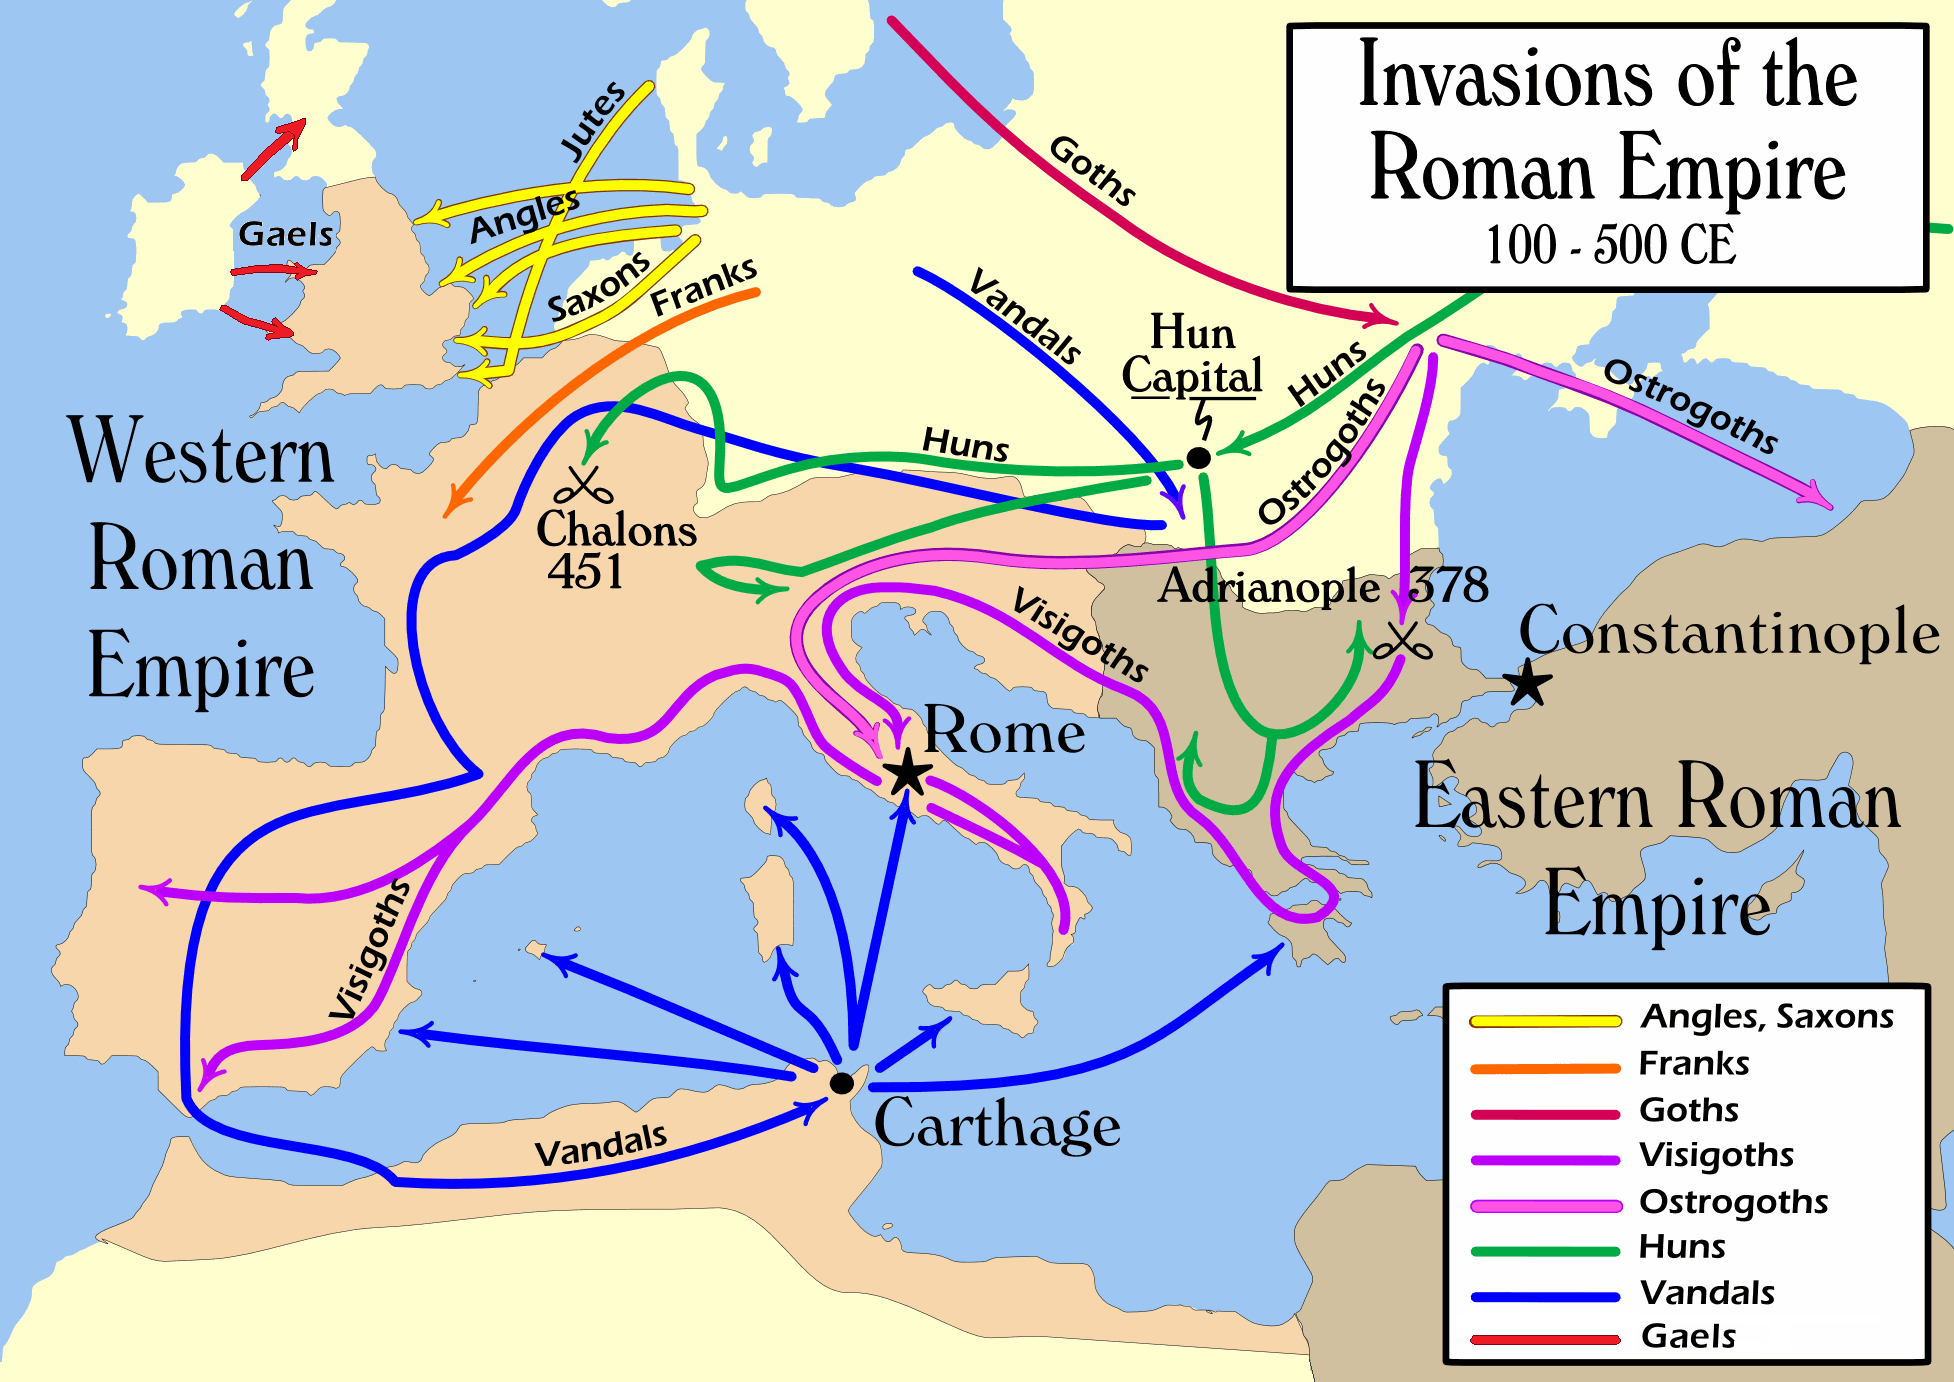 Invasions of the
Roman Empire
100 - 500 CE
Jutes
Angles
Saxons
Franks
Gaels
Goths
Vandals
Hun
Capital
Huns
Ostrogoths
Ostrogoths
Huns
Western
Roman
Empire
Chalons
451
Adrianople 378
Constantinople
Visigoths
Rome
Eastern Roman
Empire
Visigoths
Vandals
Carthage
Angles, Saxons
Franks
Goths
Visigoths
Ostrogoths
Huns
Vandals
Gaels